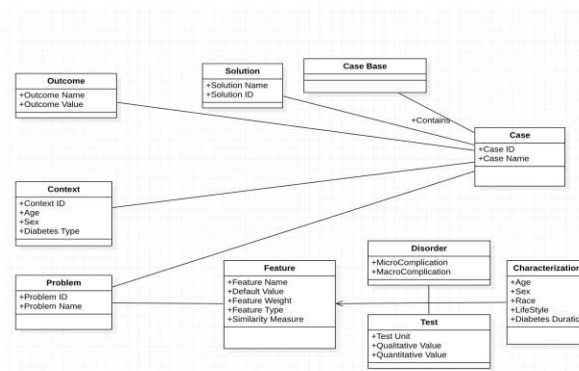 Case Base
Solution
+Solution Name
+Solution ID
Outcome
+Outcome Name
+Outcome Value
+Contains
Case
+Case ID
+Case Name
Context
+Context ID
+Age
+Sex
+Diabetes Type
Disorder
+MicroComplication
+MacroComplication
Problem
+Problem ID
+Problem Name
Feature
+Feature Name
+Default Value
+Feature Weight
+Feature Type
+Similarity Measure
Characterization
+Age
+Sex
+Race
+LifeStyle
+Diabetes Duration
Test
+Test Unit
+Qualitative Value
+Quantitative Value